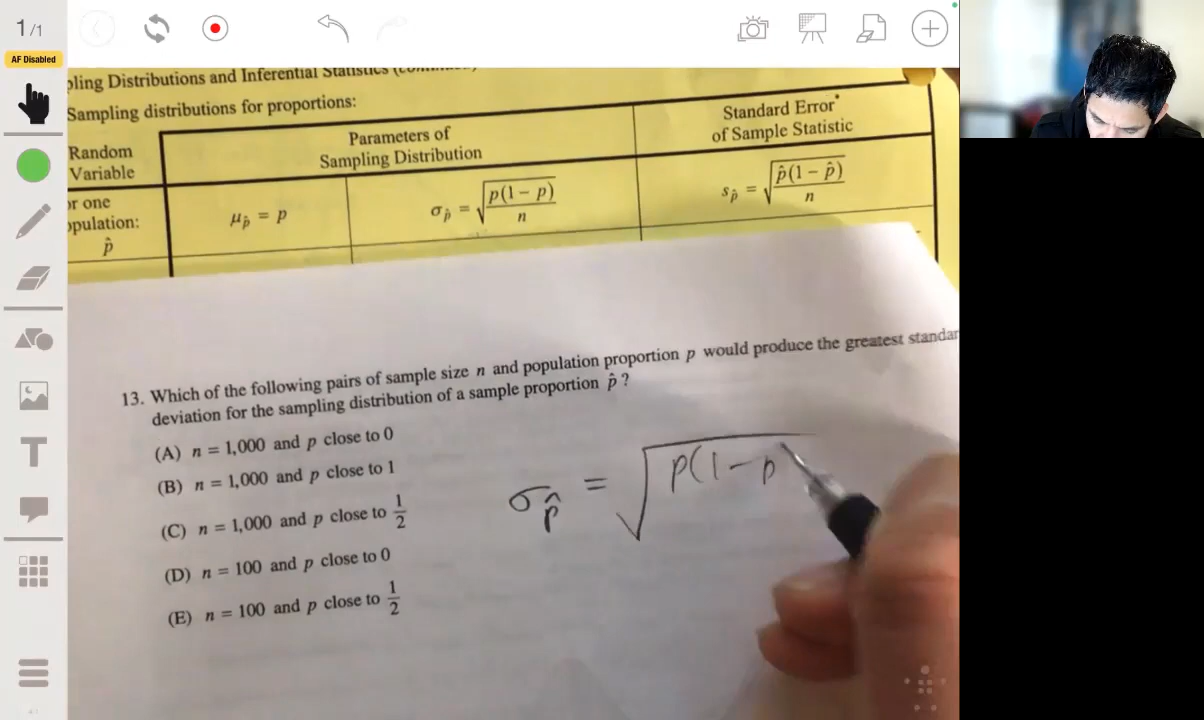 1/1
AF Disabled
pling Distributions and Inferential Statistics
Sampling distributions for proportions:
Random Variable
Parameters of Sampling Distribution
Standard Error* of Sample Statistic
or one opulation: p̂
μp̂ = p
σp̂ = √(p(1 − p)/n)
sp̂ = √(p̂(1 − p̂)/n)
13. Which of the following pairs of sample size n and population proportion p would produce the greatest standar
deviation for the sampling distribution of a sample proportion p̂ ?
(A) n = 1,000 and p close to 0
(B) n = 1,000 and p close to 1
(C) n = 1,000 and p close to 1/2
(D) n = 100 and p close to 0
(E) n = 100 and p close to 1/2
σp̂ = √p(1−p
T